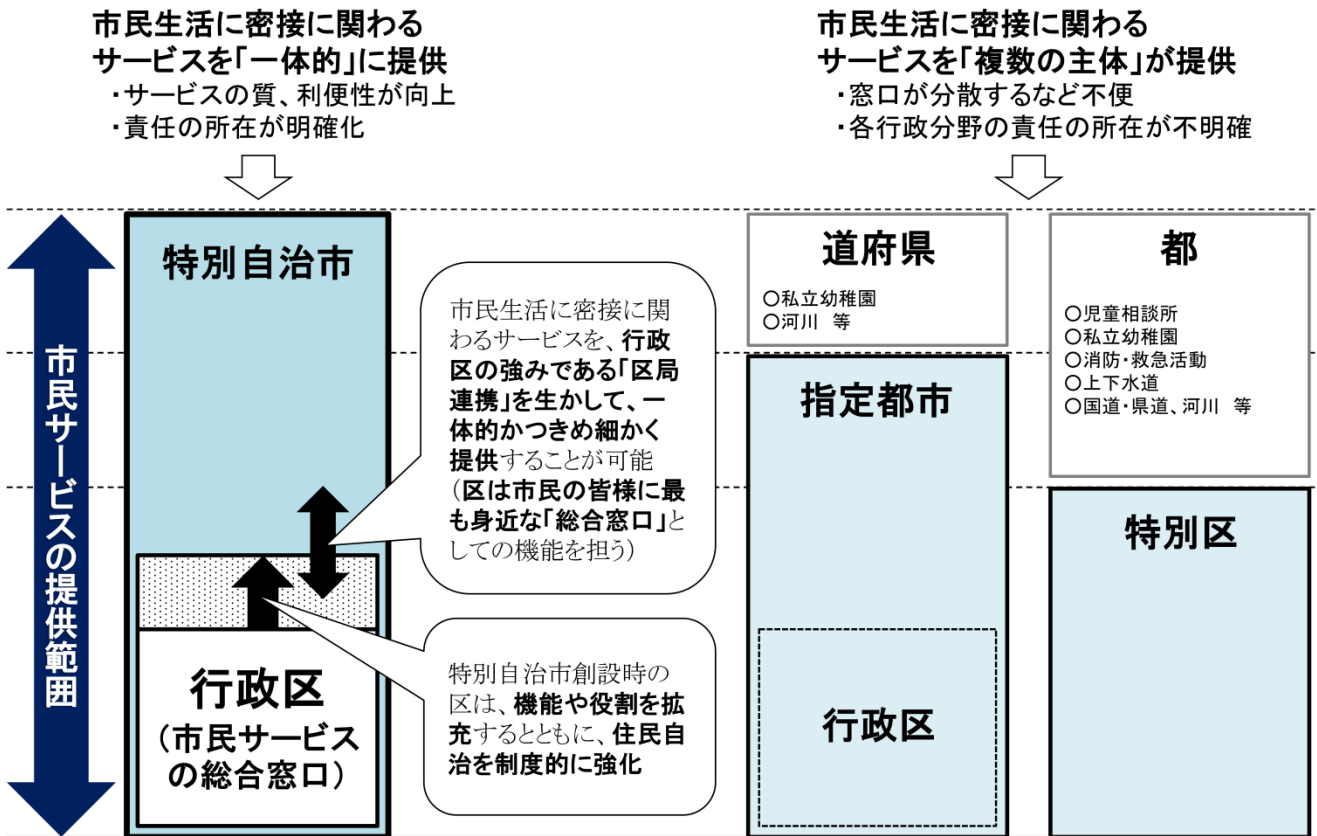 市民生活に密接に関わる
サービスを「一体的」に提供
・サービスの質、利便性が向上
・責任の所在が明確化
市民生活に密接に関わる
サービスを「複数の主体」が提供
・窓口が分散するなど不便
・各行政分野の責任の所在が不明確
市民サービスの提供範囲
特別自治市
市民生活に密接に関
わるサービスを、行政
区の強みである「区局
連携」を生かして、一
体的かつきめ細かく
提供することが可能
（区は市民の皆様に最
も身近な「総合窓口」と
しての機能を担う）
行政区
（市民サービス
の総合窓口）
特別自治市創設時の
区は、機能や役割を拡
充するとともに、住民自
治を制度的に強化
道府県
○私立幼稚園
○河川　等
指定都市
行政区
都
○児童相談所
○私立幼稚園
○消防・救急活動
○上下水道
○国道・県道、河川　等
特別区